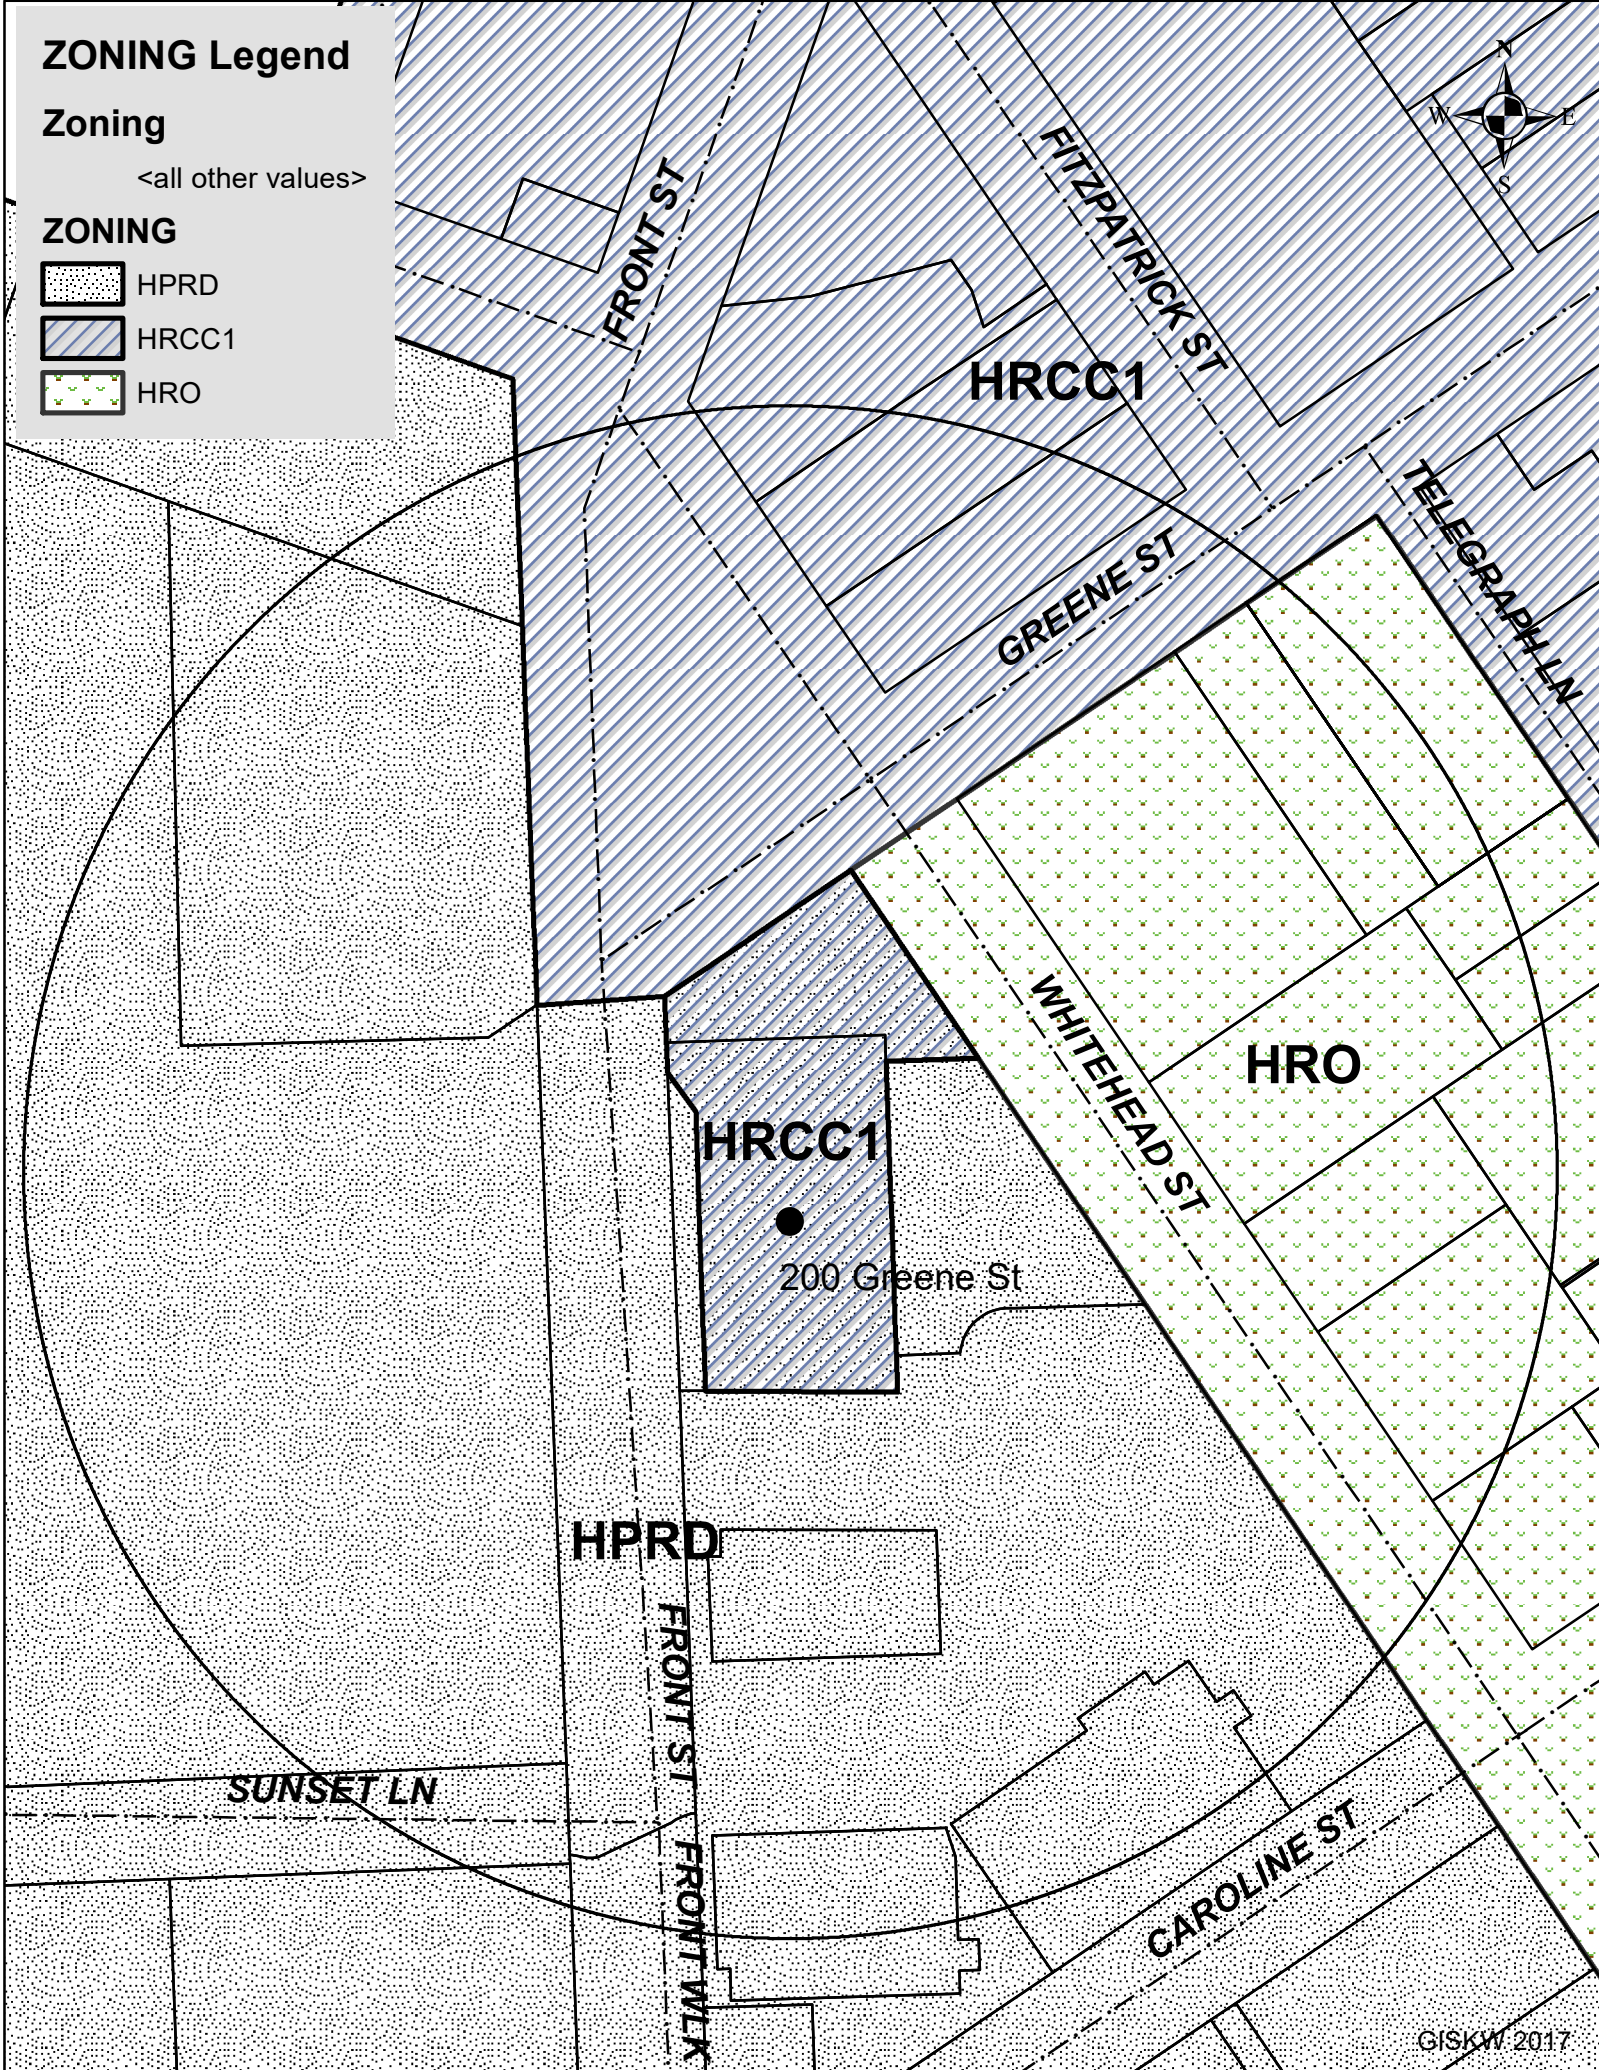 ZONING Legend
Zoning
<all other values>
ZONING
HPRD
HRCC1
HRO
N
W
E
S
FRONT ST
FITZPATRICK ST
HRCC1
TELEGRAPH LN
GREENE ST
WHITEHEAD ST
HRO
HRCC1
200 Greene St
HPRD
FRONT ST
SUNSET LN
FRONT WLK
CAROLINE ST
GISKW 2017